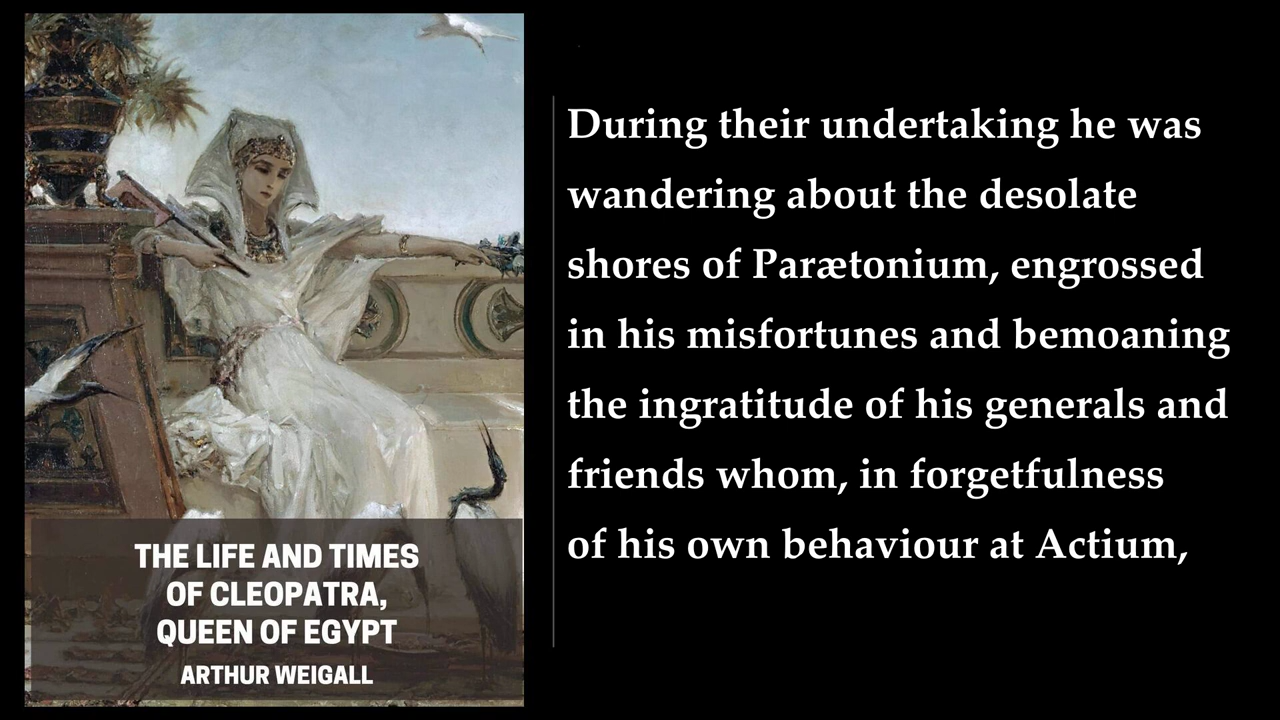 THE LIFE AND TIMES
OF CLEOPATRA,
QUEEN OF EGYPT
ARTHUR WEIGALL
During their undertaking he was
wandering about the desolate
shores of Parætonium, engrossed
in his misfortunes and bemoaning
the ingratitude of his generals and
friends whom, in forgetfulness
of his own behaviour at Actium,